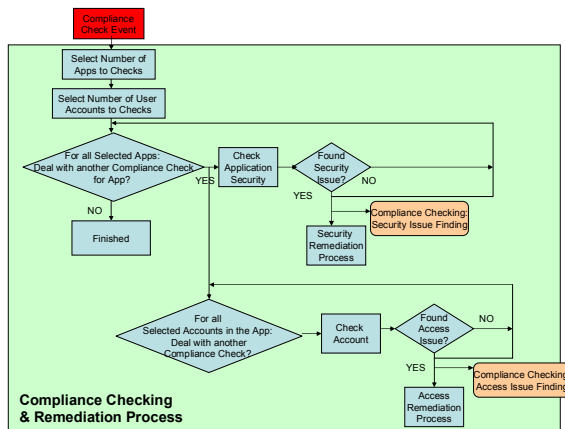 Compliance
Check Event
Select Number of
Apps to Checks
Select Number of User
Accounts to Checks
For all Selected Apps:
Deal with another Compliance Check
for App?
YES
Check
Application
Security
Found
Security
Issue?
NO
YES
NO
Compliance Checking:
Security Issue Finding
Finished
Security
Remediation
Process
For all
Selected Accounts in the App:
Deal with another
Compliance Check?
Check
Account
Found
Access
Issue?
NO
YES
Compliance Checking
Access Issue Finding
Access
Remediation
Process
Compliance Checking
& Remediation Process